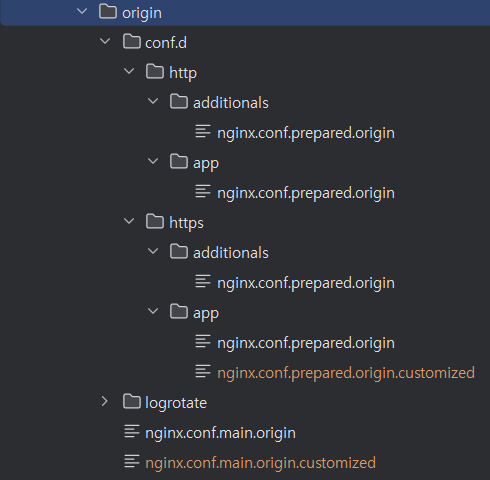 origin
conf.d
http
additionals
nginx.conf.prepared.origin
app
nginx.conf.prepared.origin
https
additionals
nginx.conf.prepared.origin
app
nginx.conf.prepared.origin
nginx.conf.prepared.origin.customized
logrotate
nginx.conf.main.origin
nginx.conf.main.origin.customized